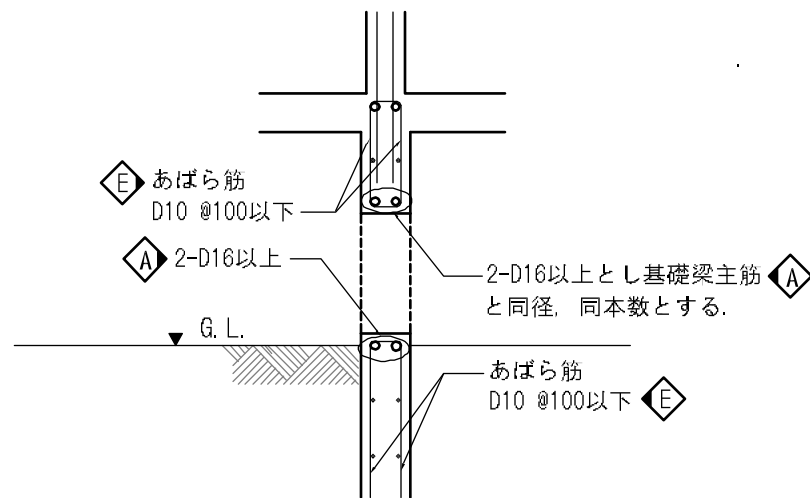 E あばら筋
D10 @100以下
A 2-D16以上
2-D16以上とし基礎梁主筋 A
と同径, 同本数とする.
G.L.
あばら筋
D10 @100以下 E